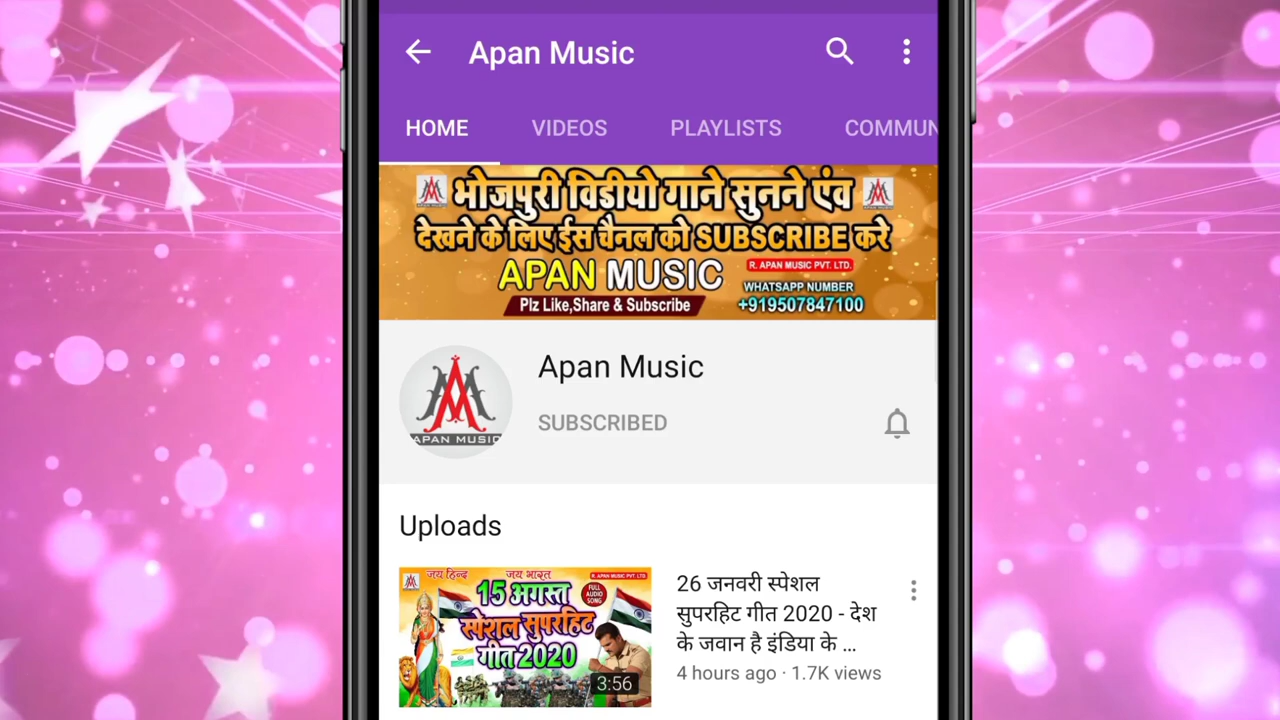 Apan Music
HOME VIDEOS PLAYLISTS COMMUN
भोजपुरी विडीयो गाने सुनने एंव
देखने के लिए ईस चैनल को SUBSCRIBE करे
APAN MUSIC
R. APAN MUSIC PVT. LTD.
WHATSAPP NUMBER
Plz Like,Share & Subscribe
+919507847100
Apan Music
APAN MUSIC
SUBSCRIBED
Uploads
जय हिन्द जय भारत
R. APAN MUSIC PVT. LTD
15 अगस्त
FULL AUDIO SONG
स्पेशल सुपरहिट
गीत 2020
3:56
26 जनवरी स्पेशल
सुपरहिट गीत 2020 - देश
के जवान है इंडिया के ...
4 hours ago · 1.7K views